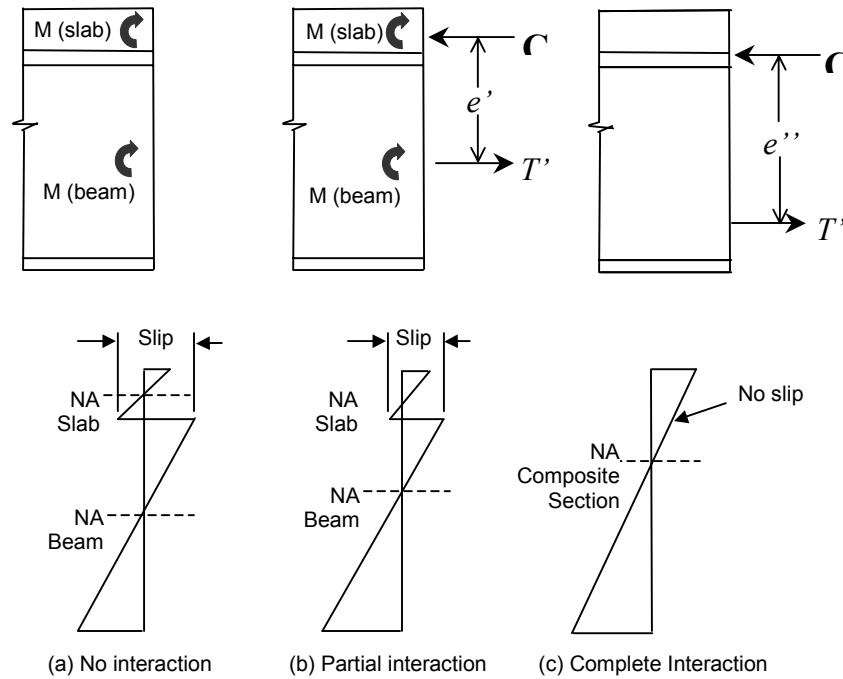 M (slab)
M (beam)
M (slab)
e’
T’
M (beam)
e’’
T’
Slip
NA
Slab
NA
Beam
Slip
NA
Slab
NA
Beam
No slip
NA
Composite
Section
(a) No interaction
(b) Partial interaction
(c) Complete Interaction